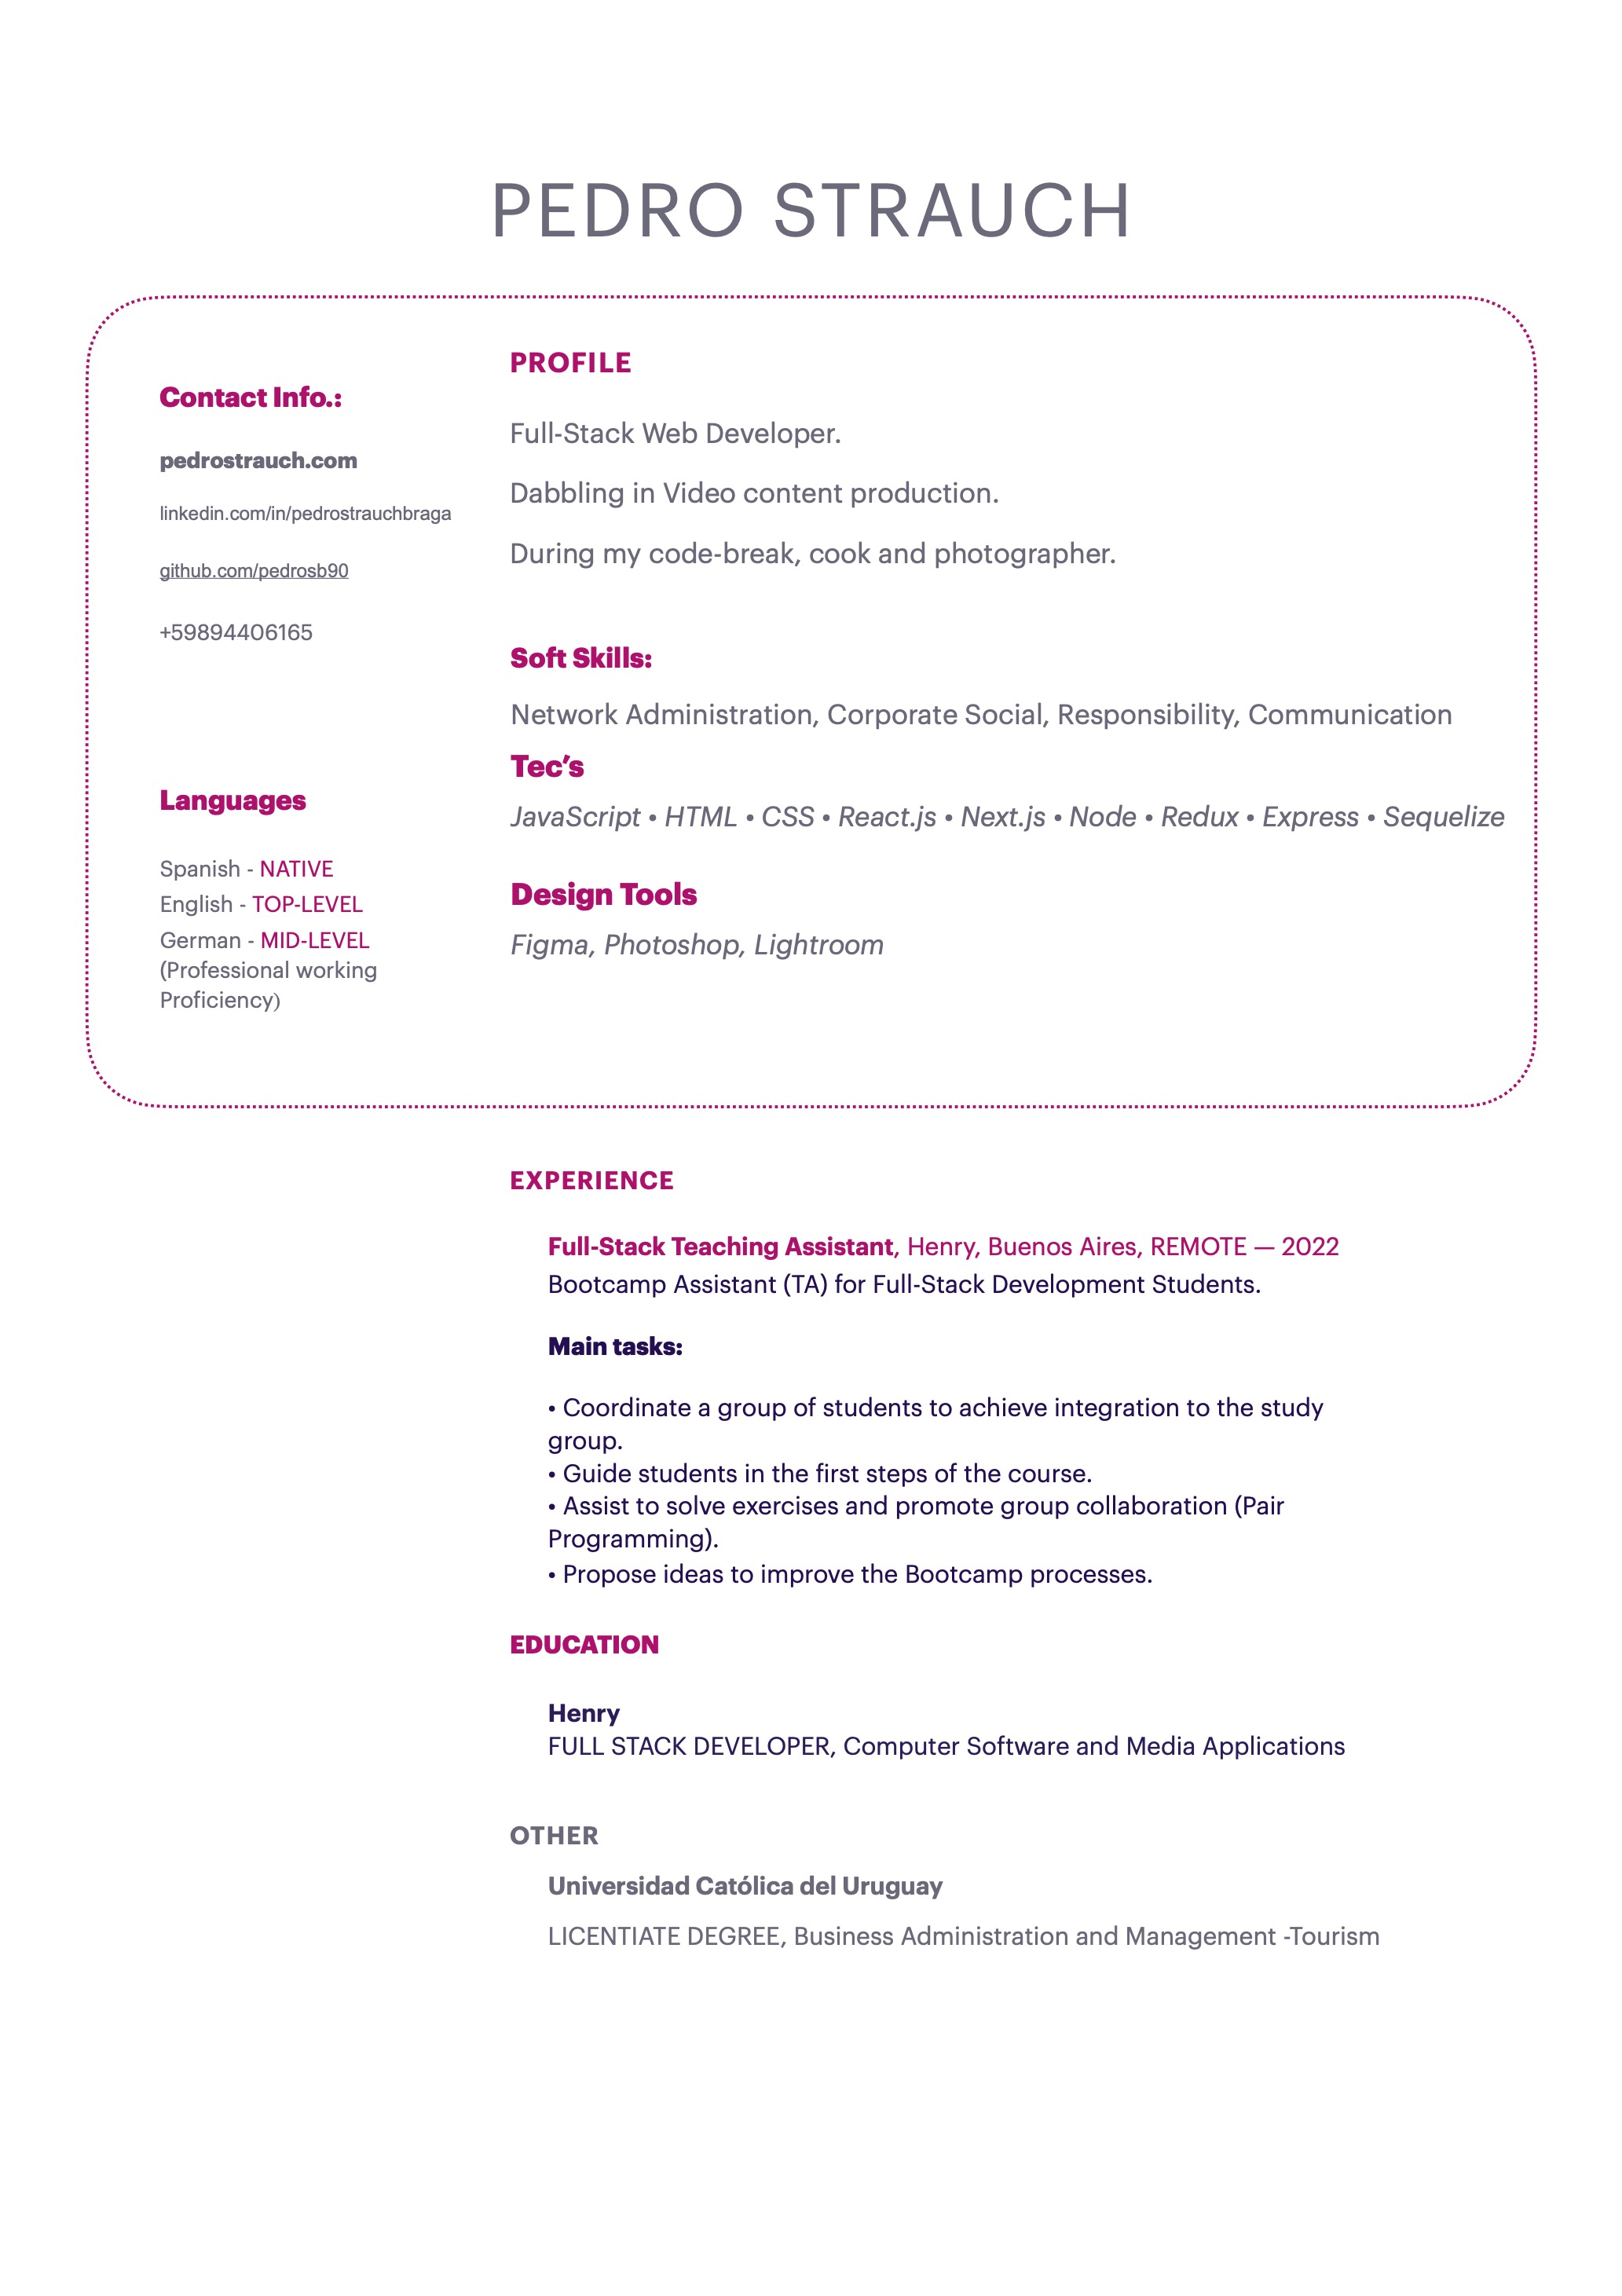 PEDRO STRAUCH
Contact Info.:
pedrostrauch.com
linkedin.com/in/pedrostrauchbraga
github.com/pedrosb90
+59894406165
Languages
Spanish - NATIVE
English - TOP-LEVEL
German - MID-LEVEL
(Professional working
Proficiency)
PROFILE
Full-Stack Web Developer.
Dabbling in Video content production.
During my code-break, cook and photographer.
Soft Skills:
Network Administration, Corporate Social, Responsibility, Communication
Tec’s
JavaScript • HTML • CSS • React.js • Next.js • Node • Redux • Express • Sequelize
Design Tools
Figma, Photoshop, Lightroom
EXPERIENCE
Full-Stack Teaching Assistant, Henry, Buenos Aires, REMOTE — 2022
Bootcamp Assistant (TA) for Full-Stack Development Students.
Main tasks:
• Coordinate a group of students to achieve integration to the study
group.
• Guide students in the first steps of the course.
• Assist to solve exercises and promote group collaboration (Pair
Programming).
• Propose ideas to improve the Bootcamp processes.
EDUCATION
Henry
FULL STACK DEVELOPER, Computer Software and Media Applications
OTHER
Universidad Católica del Uruguay
LICENTIATE DEGREE, Business Administration and Management -Tourism